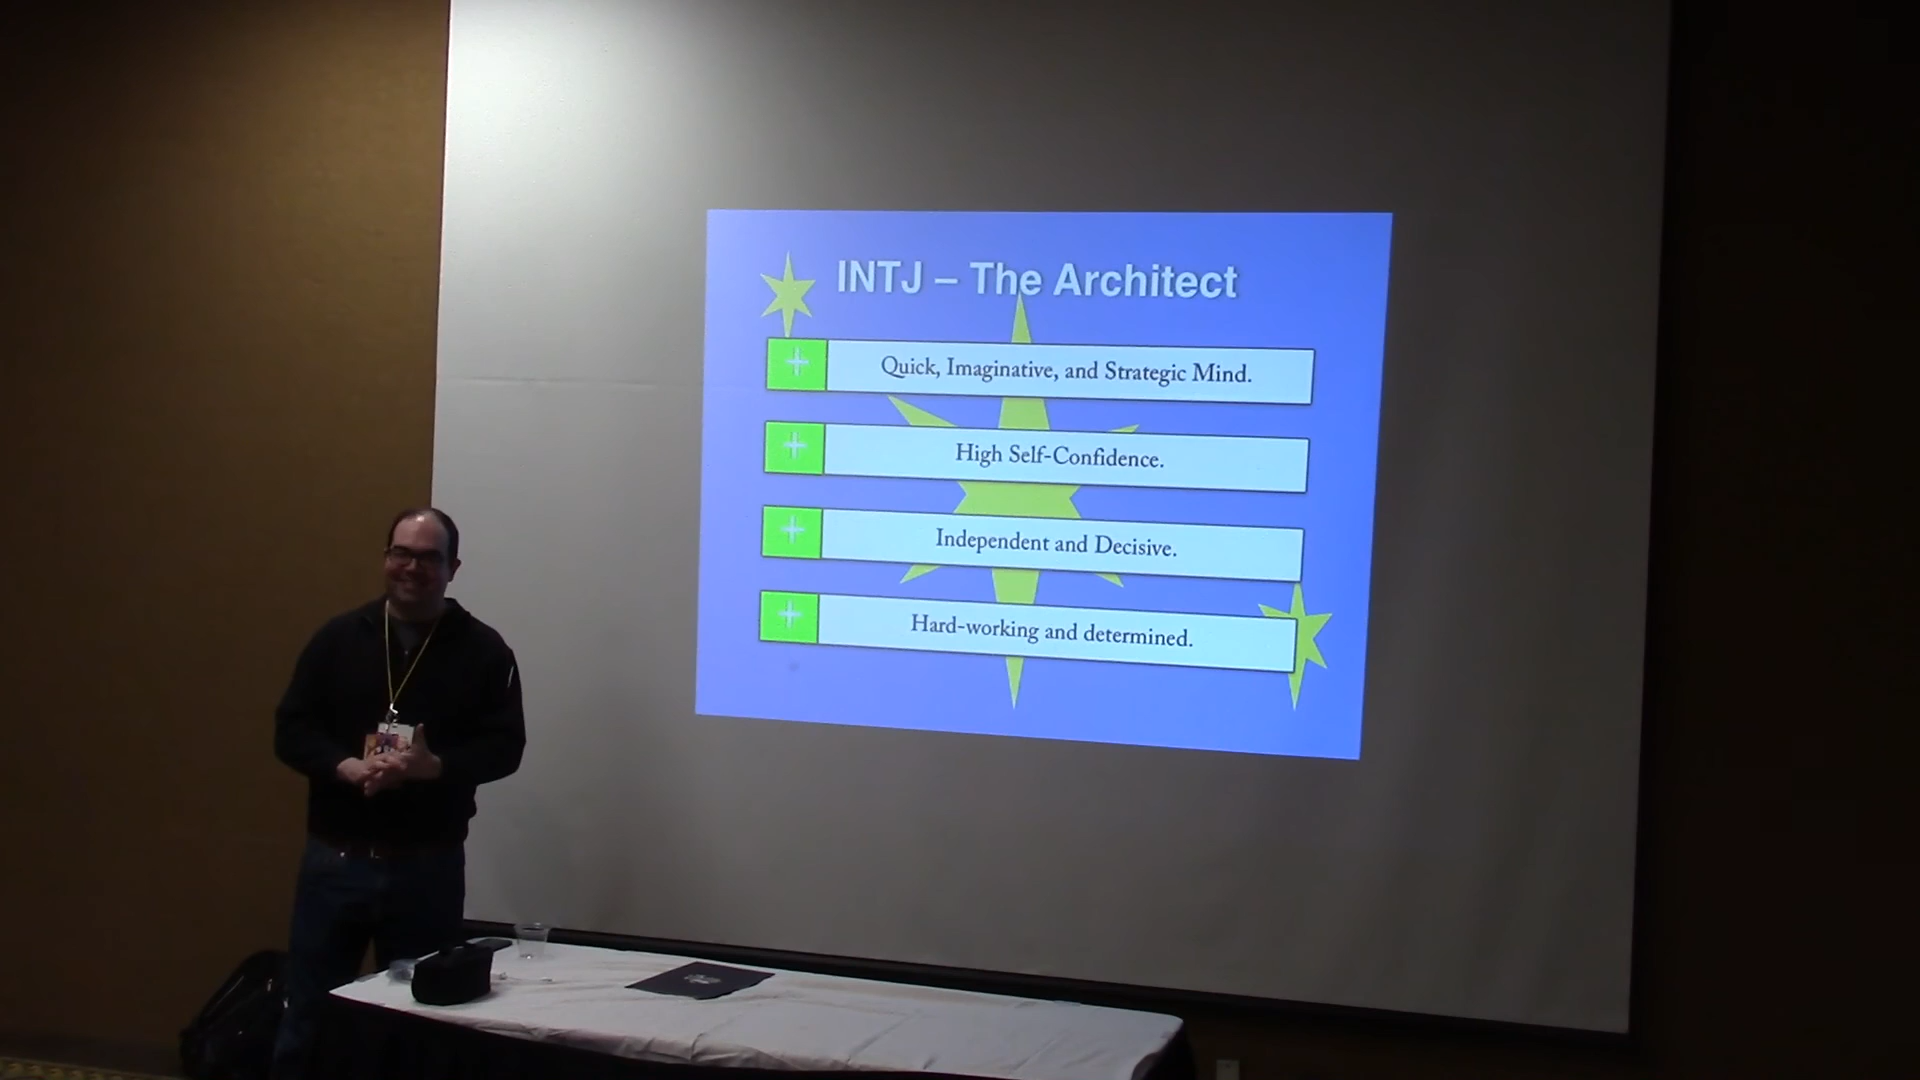 INTJ – The Architect
+ Quick, Imaginative, and Strategic Mind.
+ High Self-Confidence.
+ Independent and Decisive.
+ Hard-working and determined.